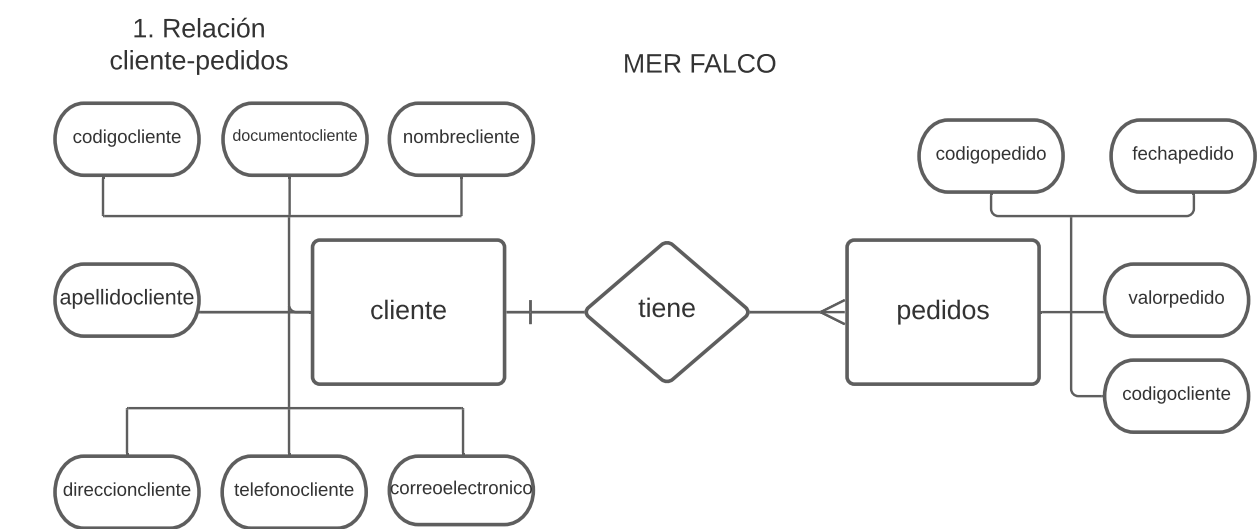 1. Relación
cliente-pedidos
MER FALCO
codigocliente
documentocliente
nombrecliente
codigopedido
fechapedido
apellidocliente
cliente
tiene
pedidos
valorpedido
codigocliente
direccioncliente
telefonocliente
correoelectronico